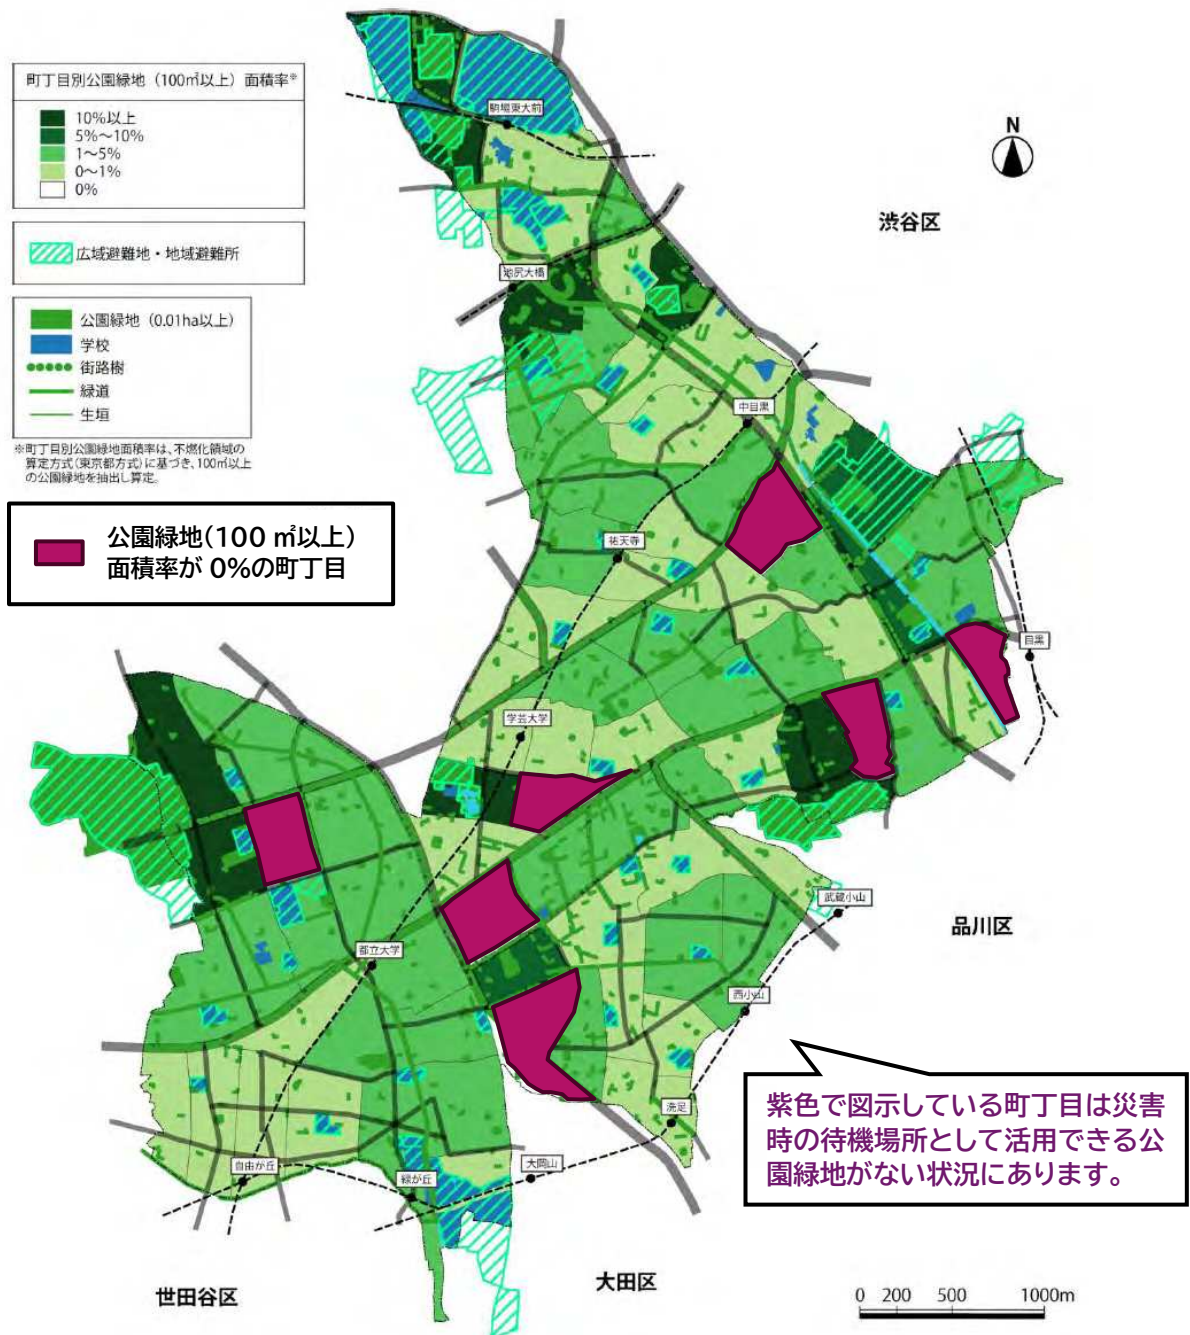 町丁目別公園緑地（100㎡以上）面積率※
10%以上
5%～10%
1～5%
0～1%
0%
広域避難地・地域避難所
公園緑地（0.01ha以上）
学校
街路樹
緑道
生垣
※町丁目別公園緑地面積率は、不燃化領域の
算定方式（東京都方式）に基づき、100㎡以上
の公園緑地を抽出し算定。
公園緑地（100 ㎡以上）
面積率が 0%の町丁目
N
渋谷区
駒場東大前
池尻大橋
中目黒
祐天寺
目黒
学芸大学
武蔵小山
品川区
都立大学
西小山
洗足
大岡山
自由が丘
緑が丘
紫色で図示している町丁目は災害
時の待機場所として活用できる公
園緑地がない状況にあります。
世田谷区
大田区
0 200 500 1000m